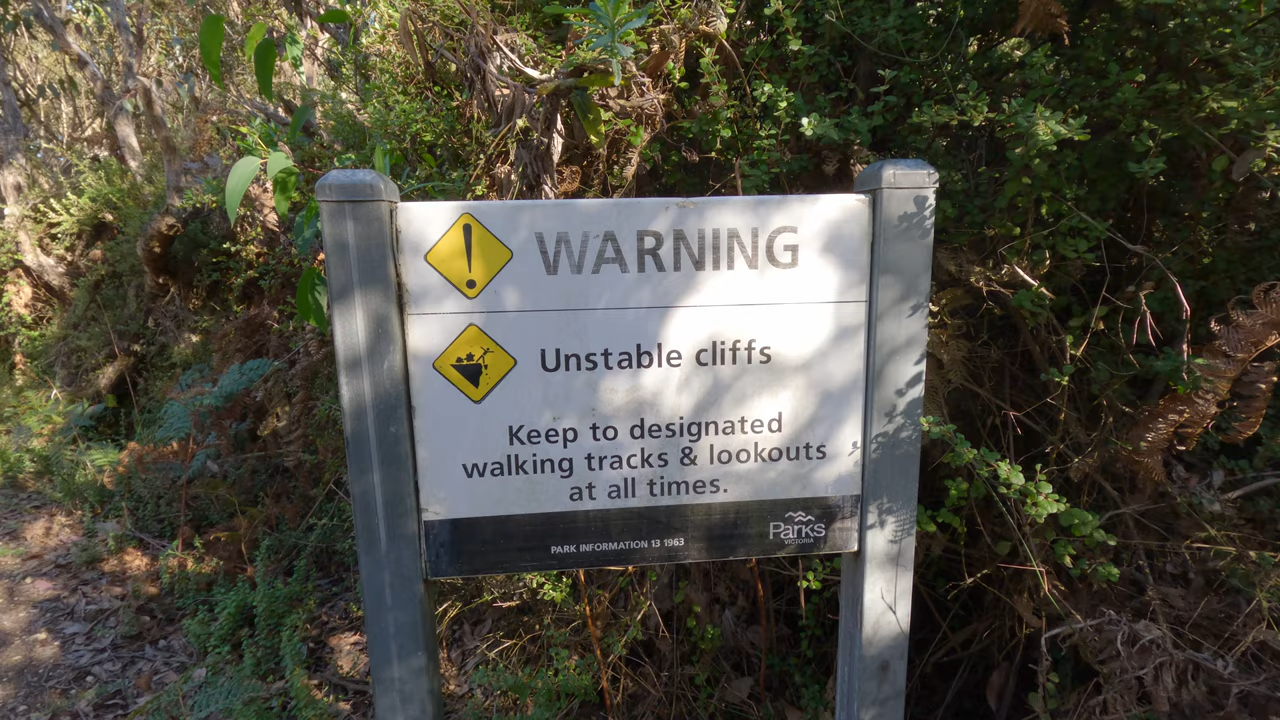 WARNING
Unstable cliffs
Keep to designated
walking tracks & lookouts
at all times.
PARK INFORMATION 13 1963
Parks
VICTORIA